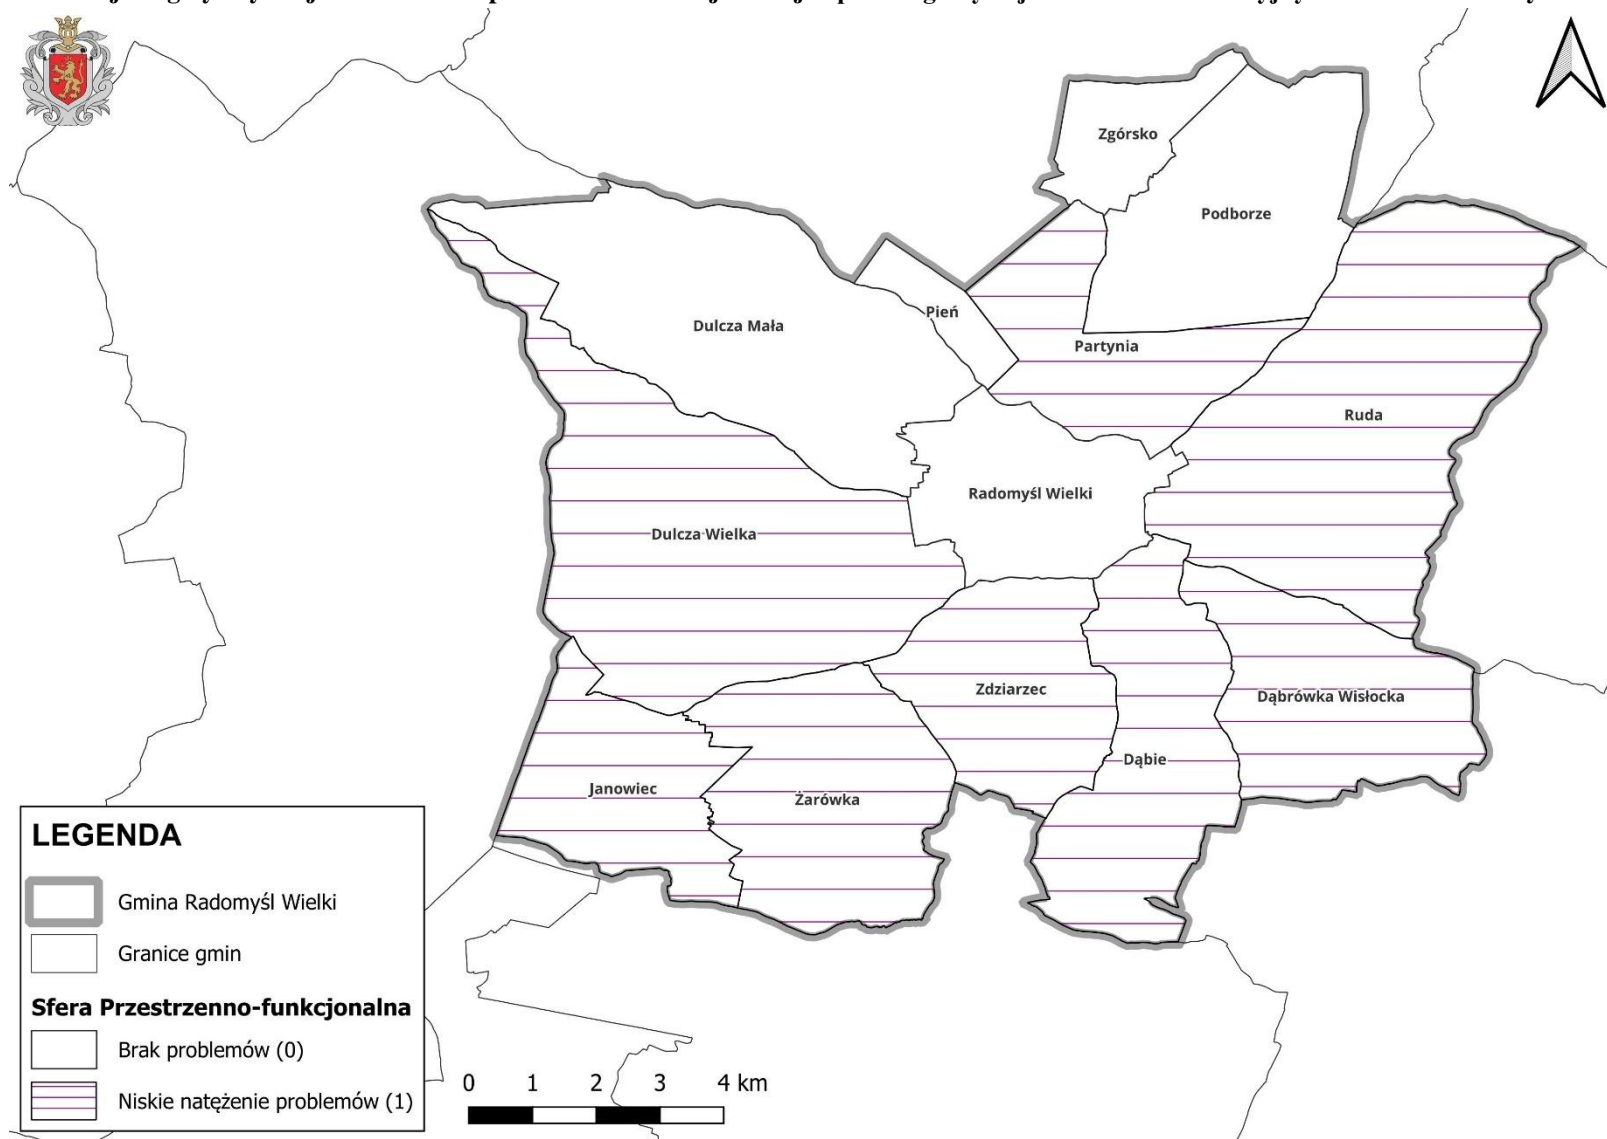 Zgórsko
Podborze
Pień
Dulcza Mała
Partynia
Ruda
Radomyśl Wielki
Dulcza Wielka
Zdziarzec
Dąbrówka Wisłocka
Dąbie
Janowiec
Żarówka
LEGENDA
Gmina Radomyśl Wielki
Granice gmin
Sfera Przestrzenno-funkcjonalna
Brak problemów (0)
Niskie natężenie problemów (1)
0 1 2 3 4 km